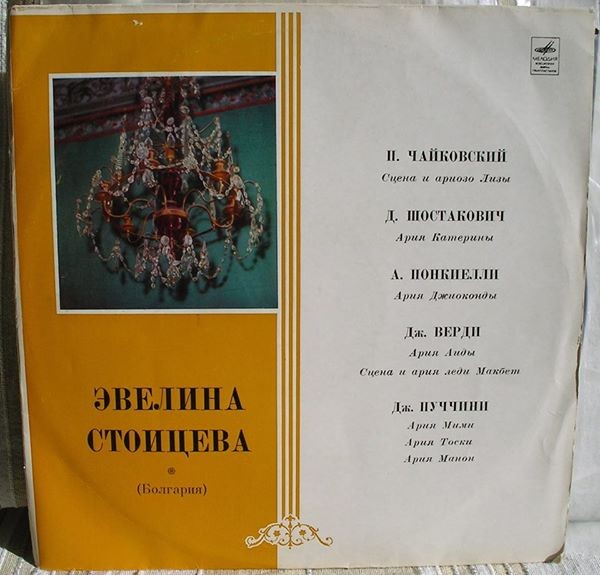 МЕЛОДИЯ
П. ЧАЙКОВСКИЙ
Сцена и ариозо Лизы
Д. ШОСТАКОВИЧ
Ария Катерины
А. ПОНКИЕЛЛИ
Ария Джиоконды
Дж. ВЕРДИ
Ария Аиды
Сцена и ария леди Макбет
Дж. ПУЧЧИНИ
Ария Мими
Ария Тоски
Ария Манон
ЭВЕЛИНА
СТОИЦЕВА
*
(Болгария)